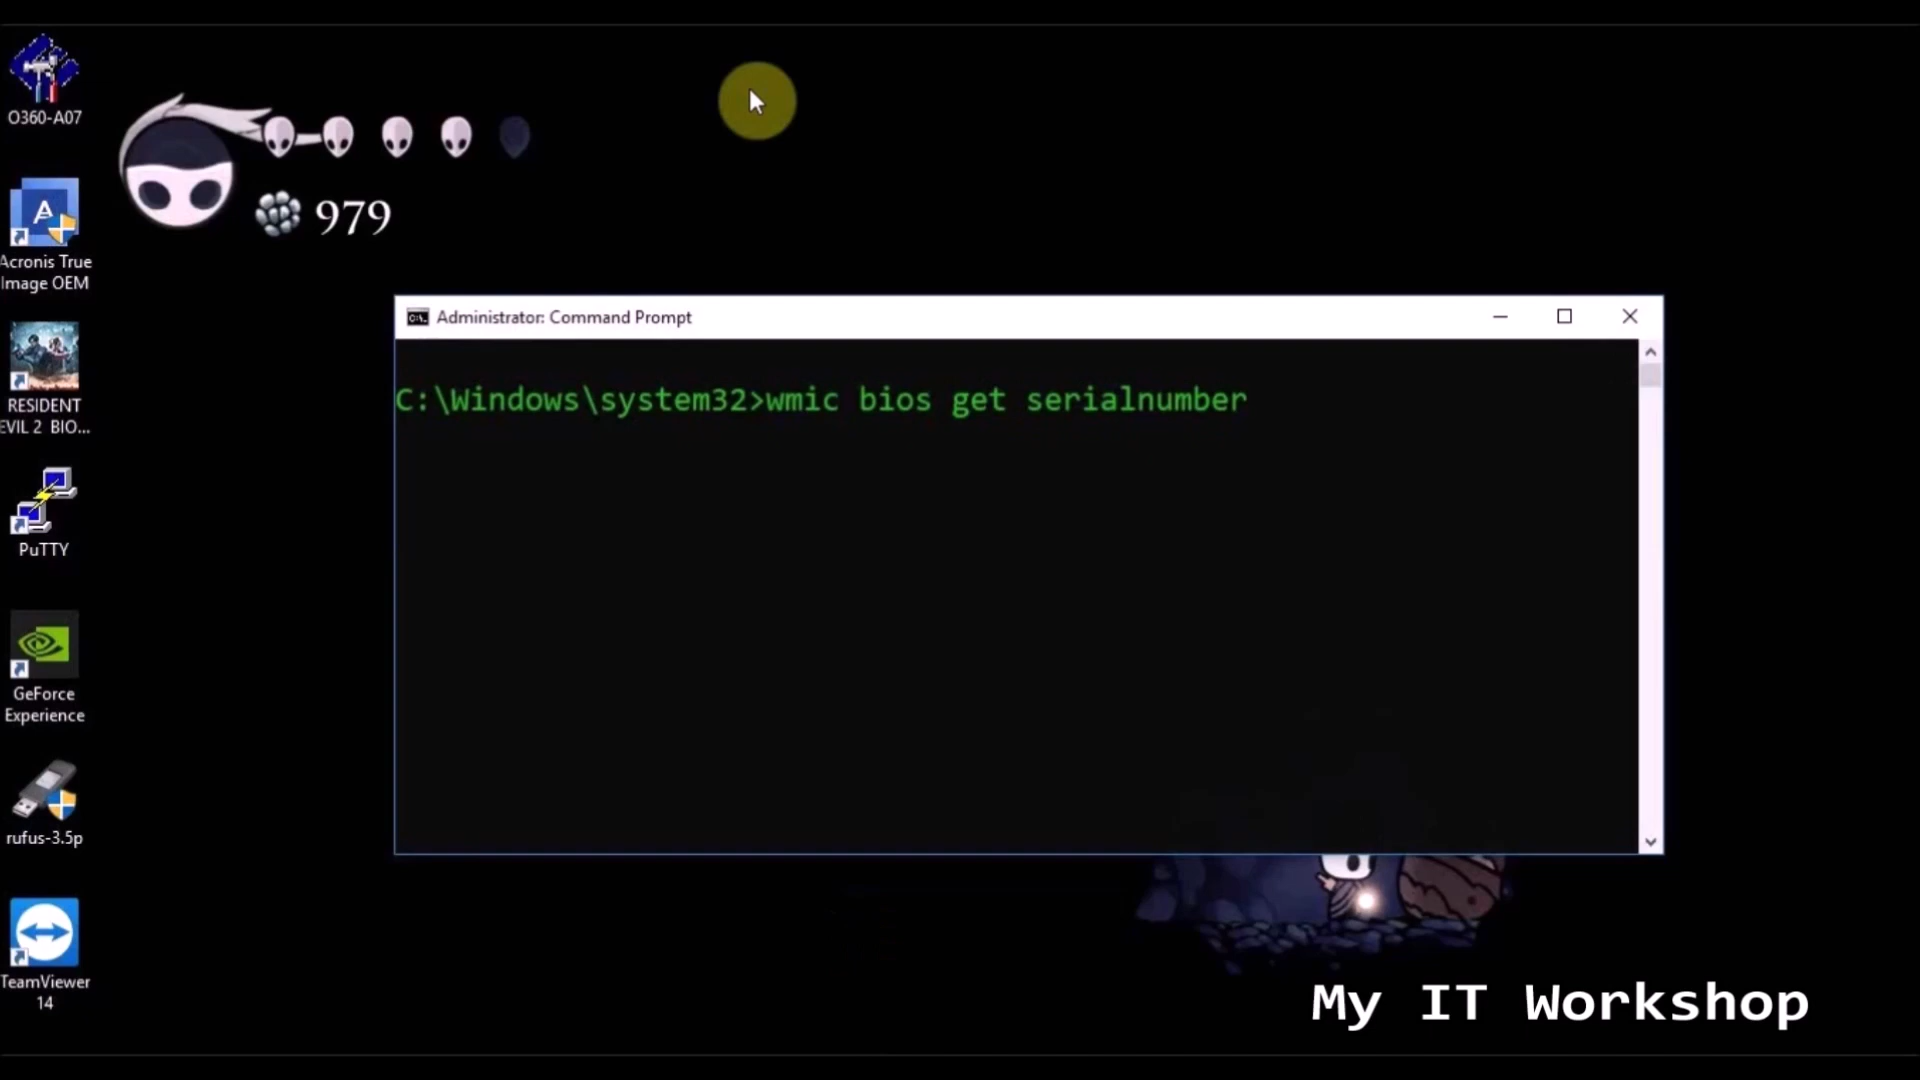 O360-A07
979
Acronis True
Image OEM
RESIDENT
EVIL 2 BIO...
PuTTY
GeForce
Experience
rufus-3.5p
TeamViewer
14
Administrator: Command Prompt
C:\Windows\system32>wmic bios get serialnumber
My IT Workshop